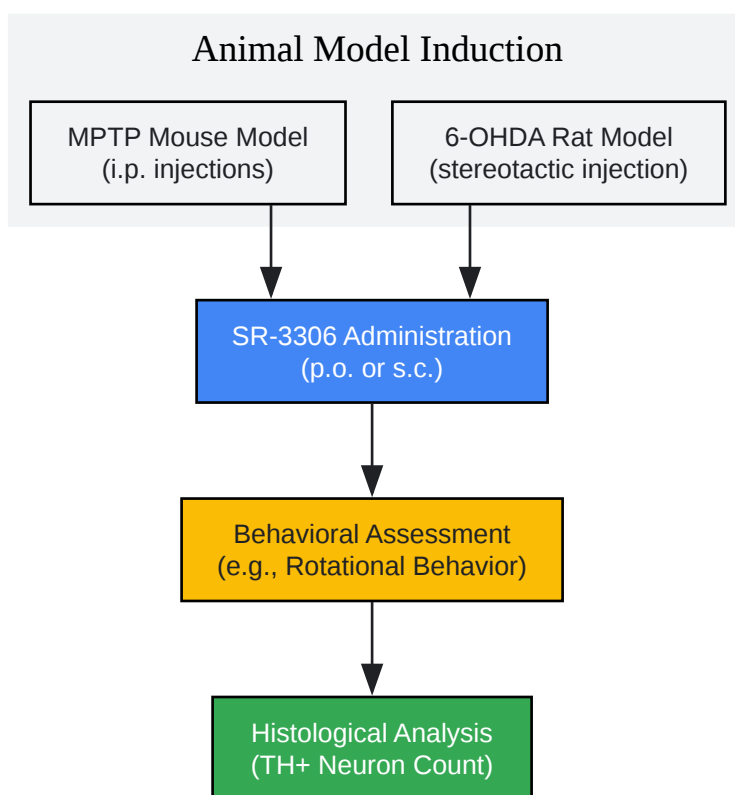 Animal Model Induction
MPTP Mouse Model
(i.p. injections)
6-OHDA Rat Model
(stereotactic injection)
SR-3306 Administration
(p.o. or s.c.)
Behavioral Assessment
(e.g., Rotational Behavior)
Histological Analysis
(TH+ Neuron Count)